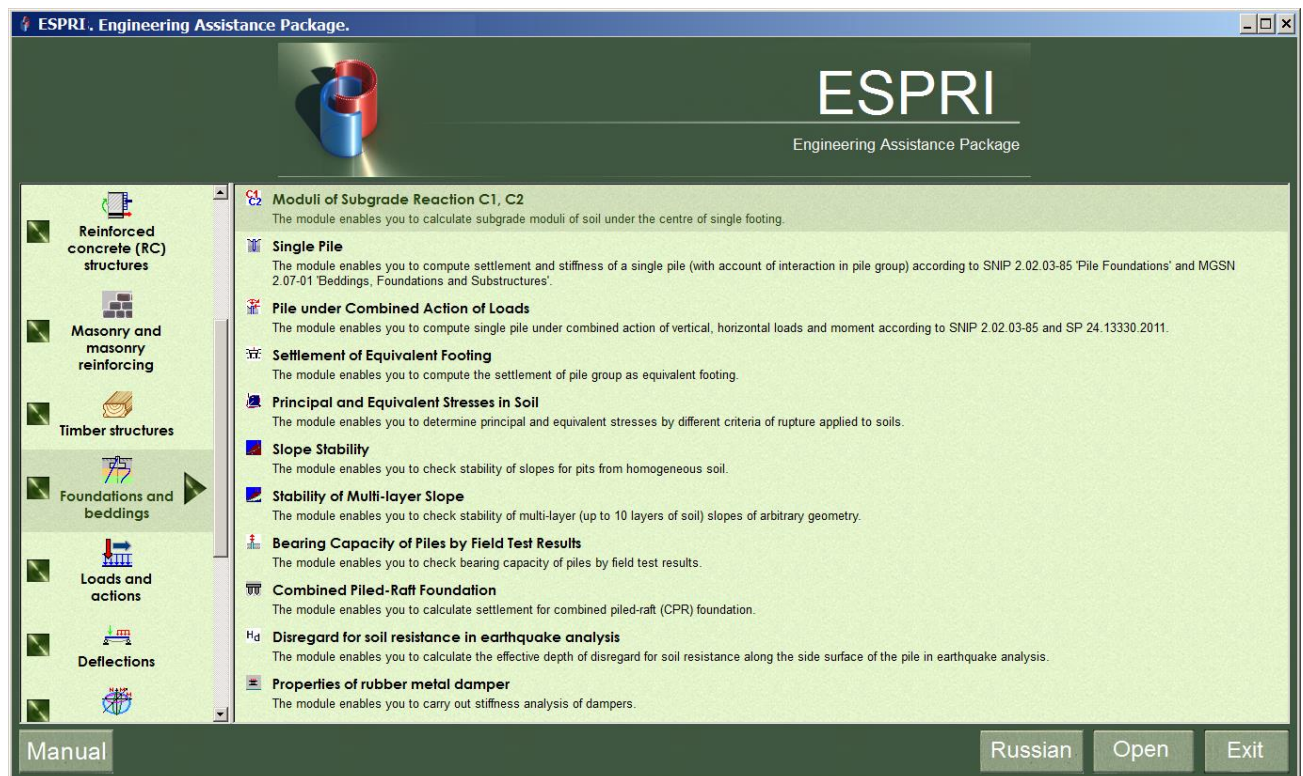 ESPRI. Engineering Assistance Package.
ESPRI
Engineering Assistance Package
Reinforced
concrete (RC)
structures
Masonry and
masonry
reinforcing
Timber structures
Foundations and
beddings
Loads and
actions
Deflections
C1
C2
Moduli of Subgrade Reaction C1, C2
The module enables you to calculate subgrade moduli of soil under the centre of single footing.
Single Pile
The module enables you to compute settlement and stiffness of a single pile (with account of interaction in pile group) according to SNIP 2.02.03-85 'Pile Foundations' and MGSN
2.07-01 'Beddings, Foundations and Substructures'.
Pile under Combined Action of Loads
The module enables you to compute single pile under combined action of vertical, horizontal loads and moment according to SNIP 2.02.03-85 and SP 24.13330.2011.
Settlement of Equivalent Footing
The module enables you to compute the settlement of pile group as equivalent footing.
Principal and Equivalent Stresses in Soil
The module enables you to determine principal and equivalent stresses by different criteria of rupture applied to soils.
Slope Stability
The module enables you to check stability of slopes for pits from homogeneous soil.
Stability of Multi-layer Slope
The module enables you to check stability of multi-layer (up to 10 layers of soil) slopes of arbitrary geometry.
Bearing Capacity of Piles by Field Test Results
The module enables you to check bearing capacity of piles by field test results.
Combined Piled-Raft Foundation
The module enables you to calculate settlement for combined piled-raft (CPR) foundation.
Hd
Disregard for soil resistance in earthquake analysis
The module enables you to calculate the effective depth of disregard for soil resistance along the side surface of the pile in earthquake analysis.
Properties of rubber metal damper
The module enables you to carry out stiffness analysis of dampers.
Manual
Russian
Open
Exit